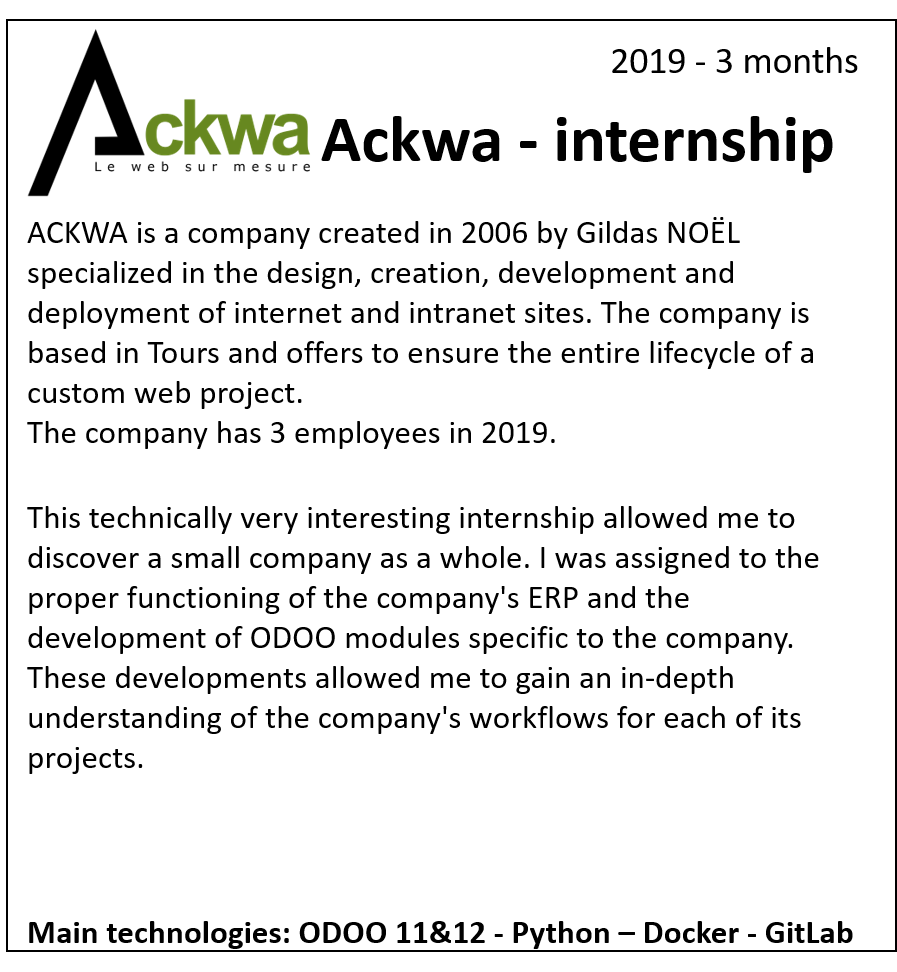 2019 - 3 months
Ackwa
Le web sur mesure
Ackwa - internship
ACKWA is a company created in 2006 by Gildas NOËL
specialized in the design, creation, development and
deployment of internet and intranet sites. The company is
based in Tours and offers to ensure the entire lifecycle of a
custom web project.
The company has 3 employees in 2019.
This technically very interesting internship allowed me to
discover a small company as a whole. I was assigned to the
proper functioning of the company's ERP and the
development of ODOO modules specific to the company.
These developments allowed me to gain an in-depth
understanding of the company's workflows for each of its
projects.
Main technologies: ODOO 11&12 - Python – Docker - GitLab